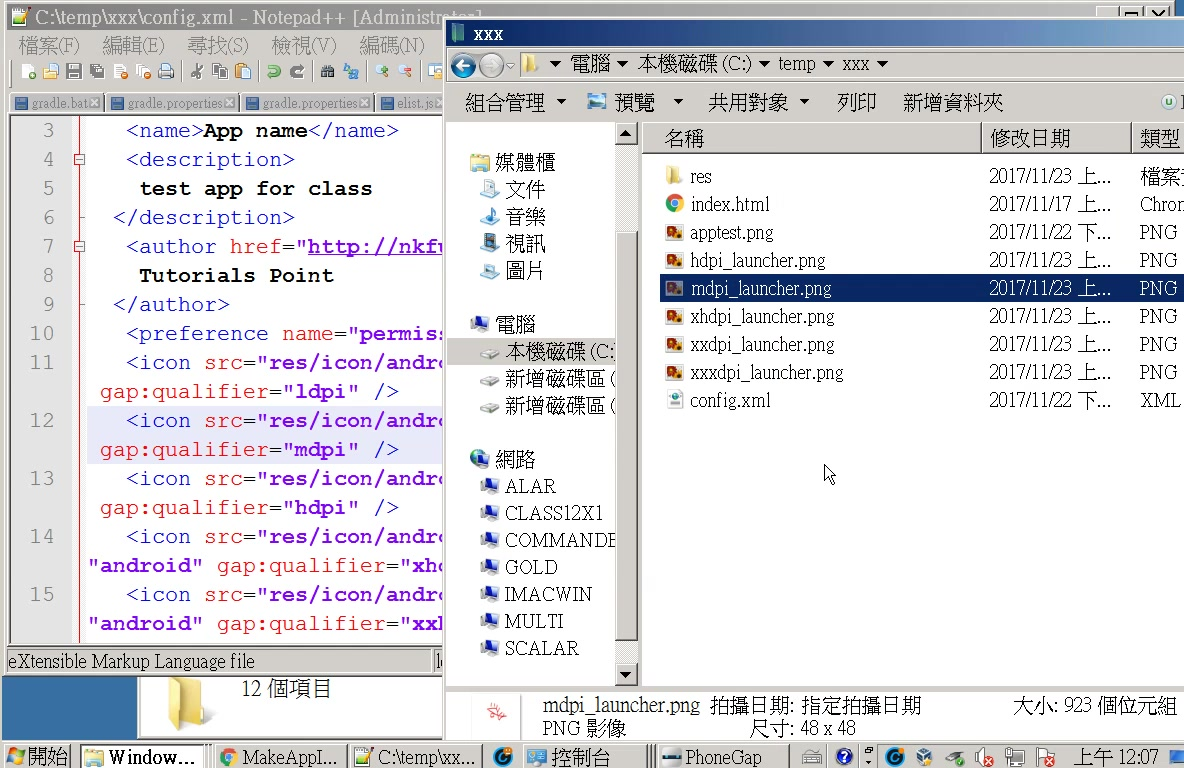 C:\temp\xxx\config.xml - Notepad++ [Administrator]
檔案(F) 編輯(E) 尋找(S) 檢視(V) 編碼(N)
gradle.bat gradle.properties gradle.properties elist.js
3 <name>App name</name>
4 <description>
5 test app for class
6 </description>
7 <author href="http://nkfu
8 Tutorials Point
9 </author>
10 <preference name="permiss
11 <icon src="res/icon/andro
gap:qualifier="ldpi" />
12 <icon src="res/icon/andro
gap:qualifier="mdpi" />
13 <icon src="res/icon/andro
gap:qualifier="hdpi" />
14 <icon src="res/icon/andro
"android" gap:qualifier="xhd
15 <icon src="res/icon/andro
"android" gap:qualifier="xxh
eXtensible Markup Language file
12 個項目
xxx
電腦 本機磁碟 (C:) temp xxx
組合管理 預覽 共用對象 列印 新增資料夾
媒體櫃
文件
音樂
視訊
圖片
電腦
本機磁碟 (C:
新增磁碟區 (
新增磁碟區 (
網路
ALAR
CLASS12X1
COMMANDE
GOLD
IMACWIN
MULTI
SCALAR
名稱 修改日期 類型
res 2017/11/23 上... 檔案
index.html 2017/11/17 上... Chron
apptest.png 2017/11/22 下... PNG
hdpi_launcher.png 2017/11/23 上... PNG
mdpi_launcher.png 2017/11/23 上... PNG
xhdpi_launcher.png 2017/11/23 上... PNG
xxdpi_launcher.png 2017/11/23 上... PNG
xxxdpi_launcher.png 2017/11/23 上... PNG
config.xml 2017/11/22 下... XML
mdpi_launcher.png 拍攝日期: 指定拍攝日期 大小: 923 個位元組
PNG 影像 尺寸: 48 x 48
開始 Window... MakeAppI... C:\temp\xx... 控制台 PhoneGap 上午 12:07